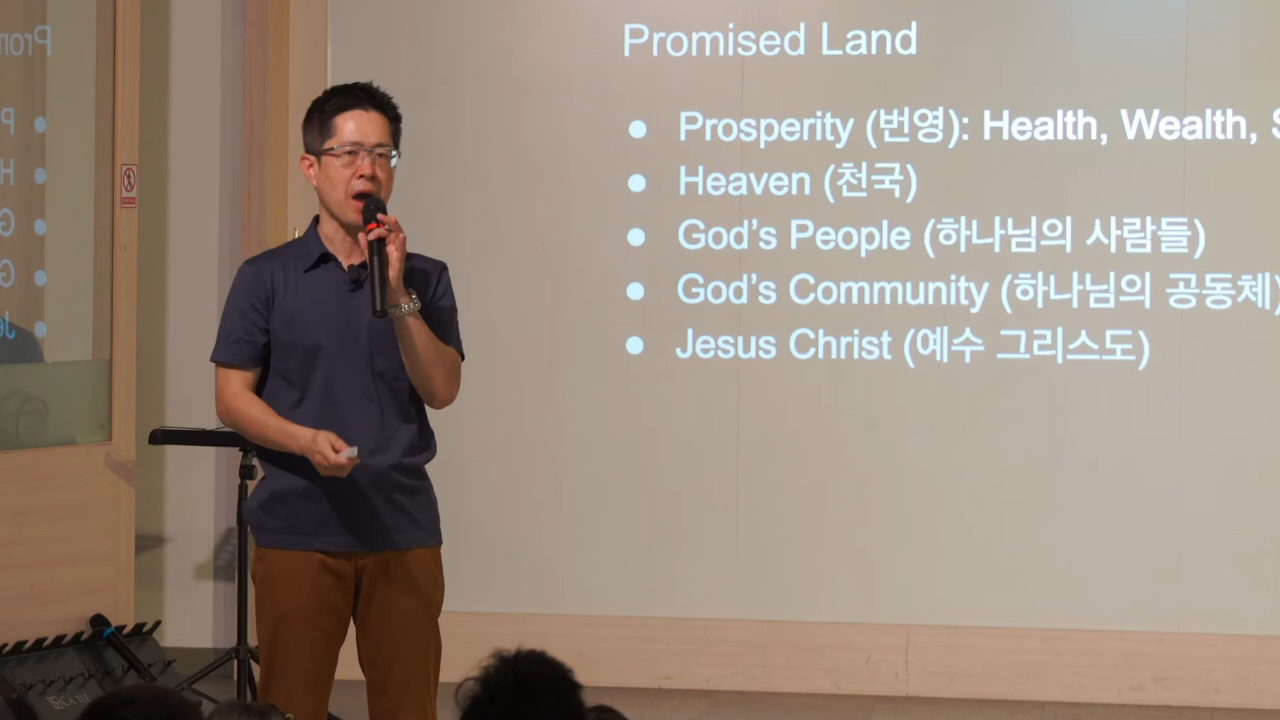 Promised Land
● Prosperity (번영): Health, Wealth, S
● Heaven (천국)
● God's People (하나님의 사람들)
● God's Community (하나님의 공동체)
● Jesus Christ (예수 그리스도)